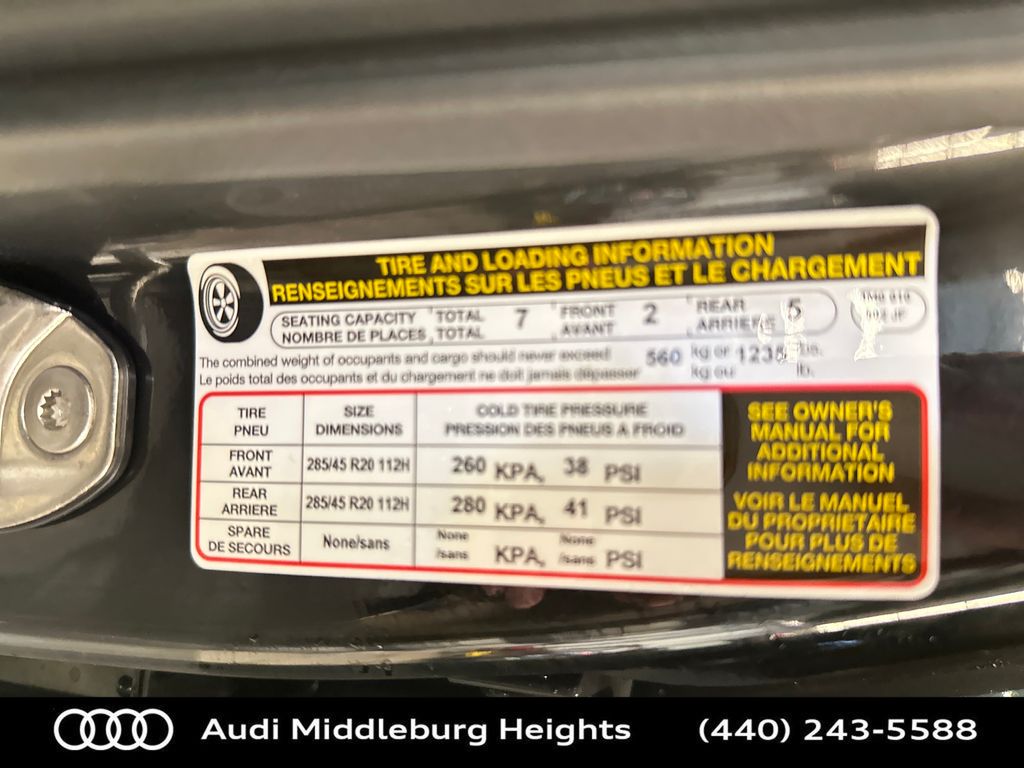 TIRE AND LOADING INFORMATION
RENSEIGNEMENTS SUR LES PNEUS ET LE CHARGEMENT
SEATING CAPACITY TOTAL 7 FRONT 2 REAR 5
NOMBRE DE PLACES TOTAL AVANT ARRIERE
The combined weight of occupants and cargo should never exceed 560 kg or 1235 lbs.
Le poids total des occupants et du chargement ne doit jamais dépasser kg ou lb.
TIRE SIZE COLD TIRE PRESSURE
PNEU DIMENSIONS PRESSION DES PNEUS A FROID
FRONT
AVANT 285/45 R20 112H 260 KPA, 38 PSI
REAR
ARRIERE 285/45 R20 112H 280 KPA, 41 PSI
SPARE
DE SECOURS None/sans None /sans KPA, None /sans PSI
SEE OWNER'S
MANUAL FOR
ADDITIONAL
INFORMATION
VOIR LE MANUEL
DU PROPRIETAIRE
POUR PLUS DE
RENSEIGNEMENTS
Audi Middleburg Heights (440) 243-5588